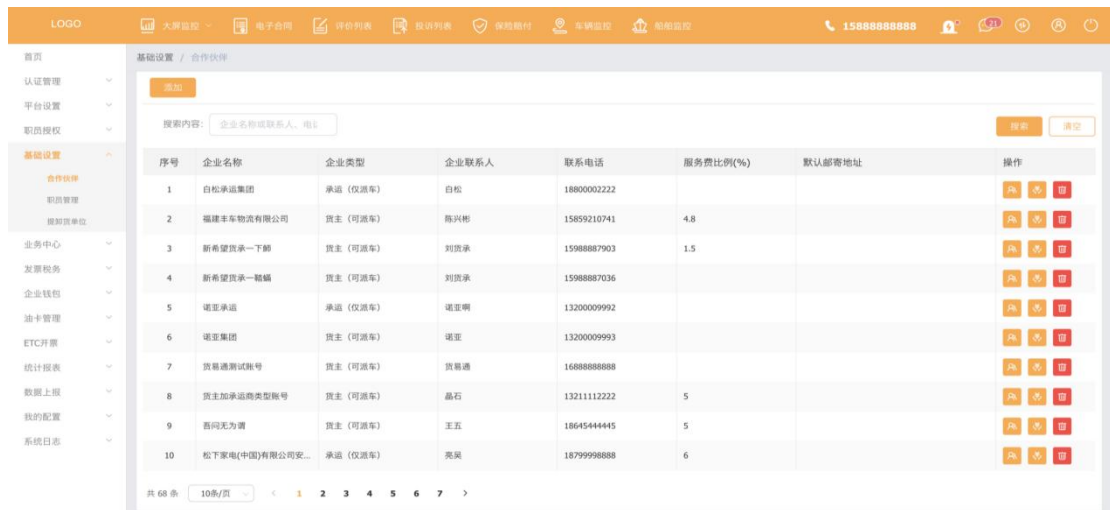 LOGO 大屏监控 电子合同 评价列表 投诉列表 保险赔付 车辆监控 船舶监控 15888888888 21
首页
认证管理
平台设置
职员授权
基础设置
合作伙伴
职员管理
提卸货单位
业务中心
发票税务
企业钱包
油卡管理
ETC开票
统计报表
数据上报
我的配置
系统日志
基础设置 / 合作伙伴
添加
搜索内容: 企业名称或联系人、电话 搜索 清空
序号 企业名称 企业类型 企业联系人 联系电话 服务费比例(%) 默认邮寄地址 操作
1 白松承运集团 承运（仅派车） 白松 18800002222
2 福建丰车物流有限公司 货主（可派车） 陈兴彬 15859210741 4.8
3 新希望货承一下 货主（可派车） 刘货承 15988887903 1.5
4 新希望货承一 货主（可派车） 刘货承 15988887036
5 诺亚承运 承运（仅派车） 诺亚啊 13200009992
6 诺亚集团 货主（可派车） 诺亚 13200009993
7 货易通测试账号 货主（可派车） 货易通 16888888888
8 货主加承运商类型账号 货主（可派车） 晶石 13211112222 5
9 吾问无为谓 货主（可派车） 王五 18645444445 5
10 松下家电(中国)有限公司安... 承运（仅派车） 亮吴 18799998888 6
共 68 条 10条/页 < 1 2 3 4 5 6 7 >